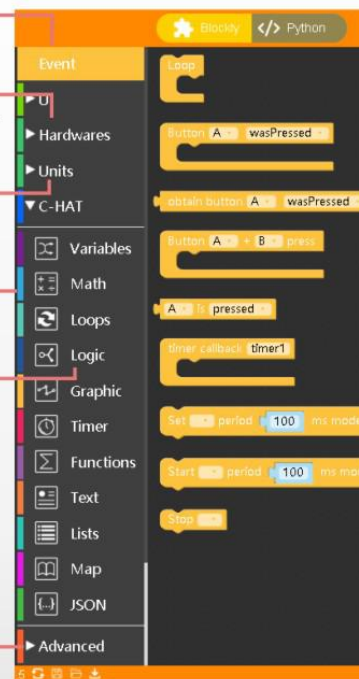 Blockly </> Python
Event
U
Hardwares
Units
C-HAT
Variables
Math
Loops
Logic
Graphic
Timer
Functions
Text
Lists
Map
JSON
Advanced
Loop
Button A wasPressed
obtain button A wasPressed
Button A + B press
A is pressed
timer callback timer1
Set period 100 ms mode
Start period 100 ms mod
Stop
5